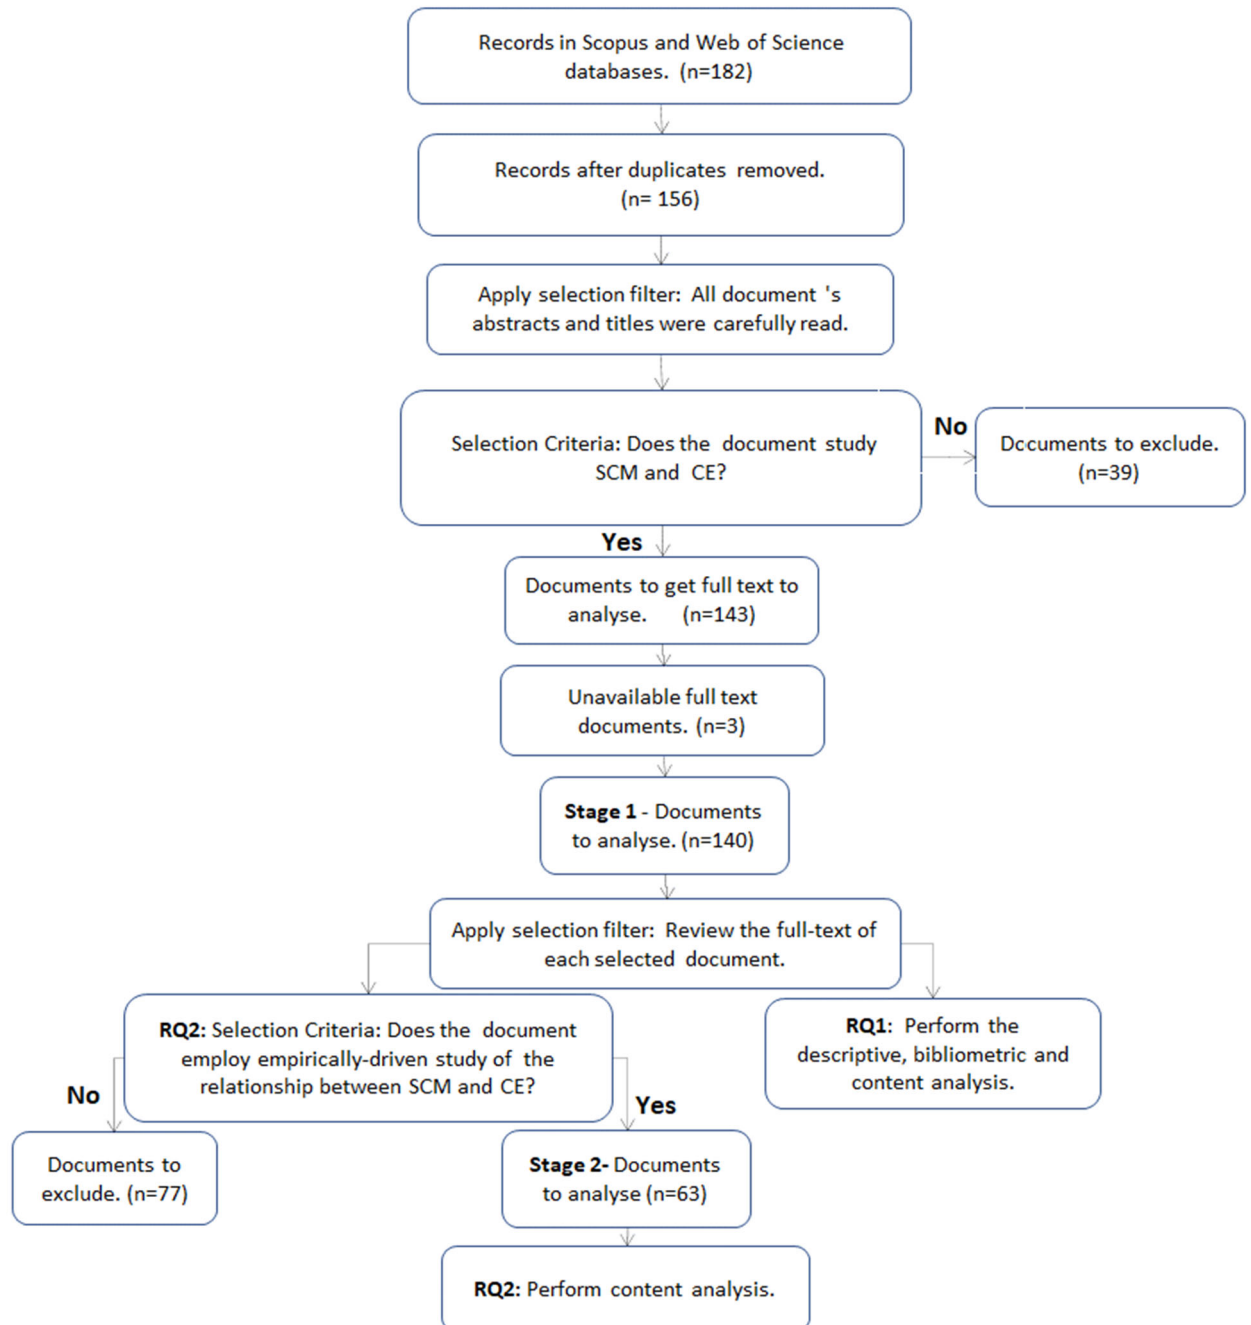 Records in Scopus and Web of Science
databases. (n=182)
Records after duplicates removed.
(n= 156)
Apply selection filter: All document 's
abstracts and titles were carefully read.
Selection Criteria: Does the document study
SCM and CE?
No
Documents to exclude.
(n=39)
Yes
Documents to get full text to
analyse. (n=143)
Unavailable full text
documents. (n=3)
Stage 1 - Documents
to analyse. (n=140)
Apply selection filter: Review the full-text of
each selected document.
RQ2: Selection Criteria: Does the document
employ empirically-driven study of the
relationship between SCM and CE?
RQ1: Perform the
descriptive, bibliometric and
content analysis.
No
Yes
Documents to
exclude. (n=77)
Stage 2- Documents
to analyse (n=63)
RQ2: Perform content analysis.